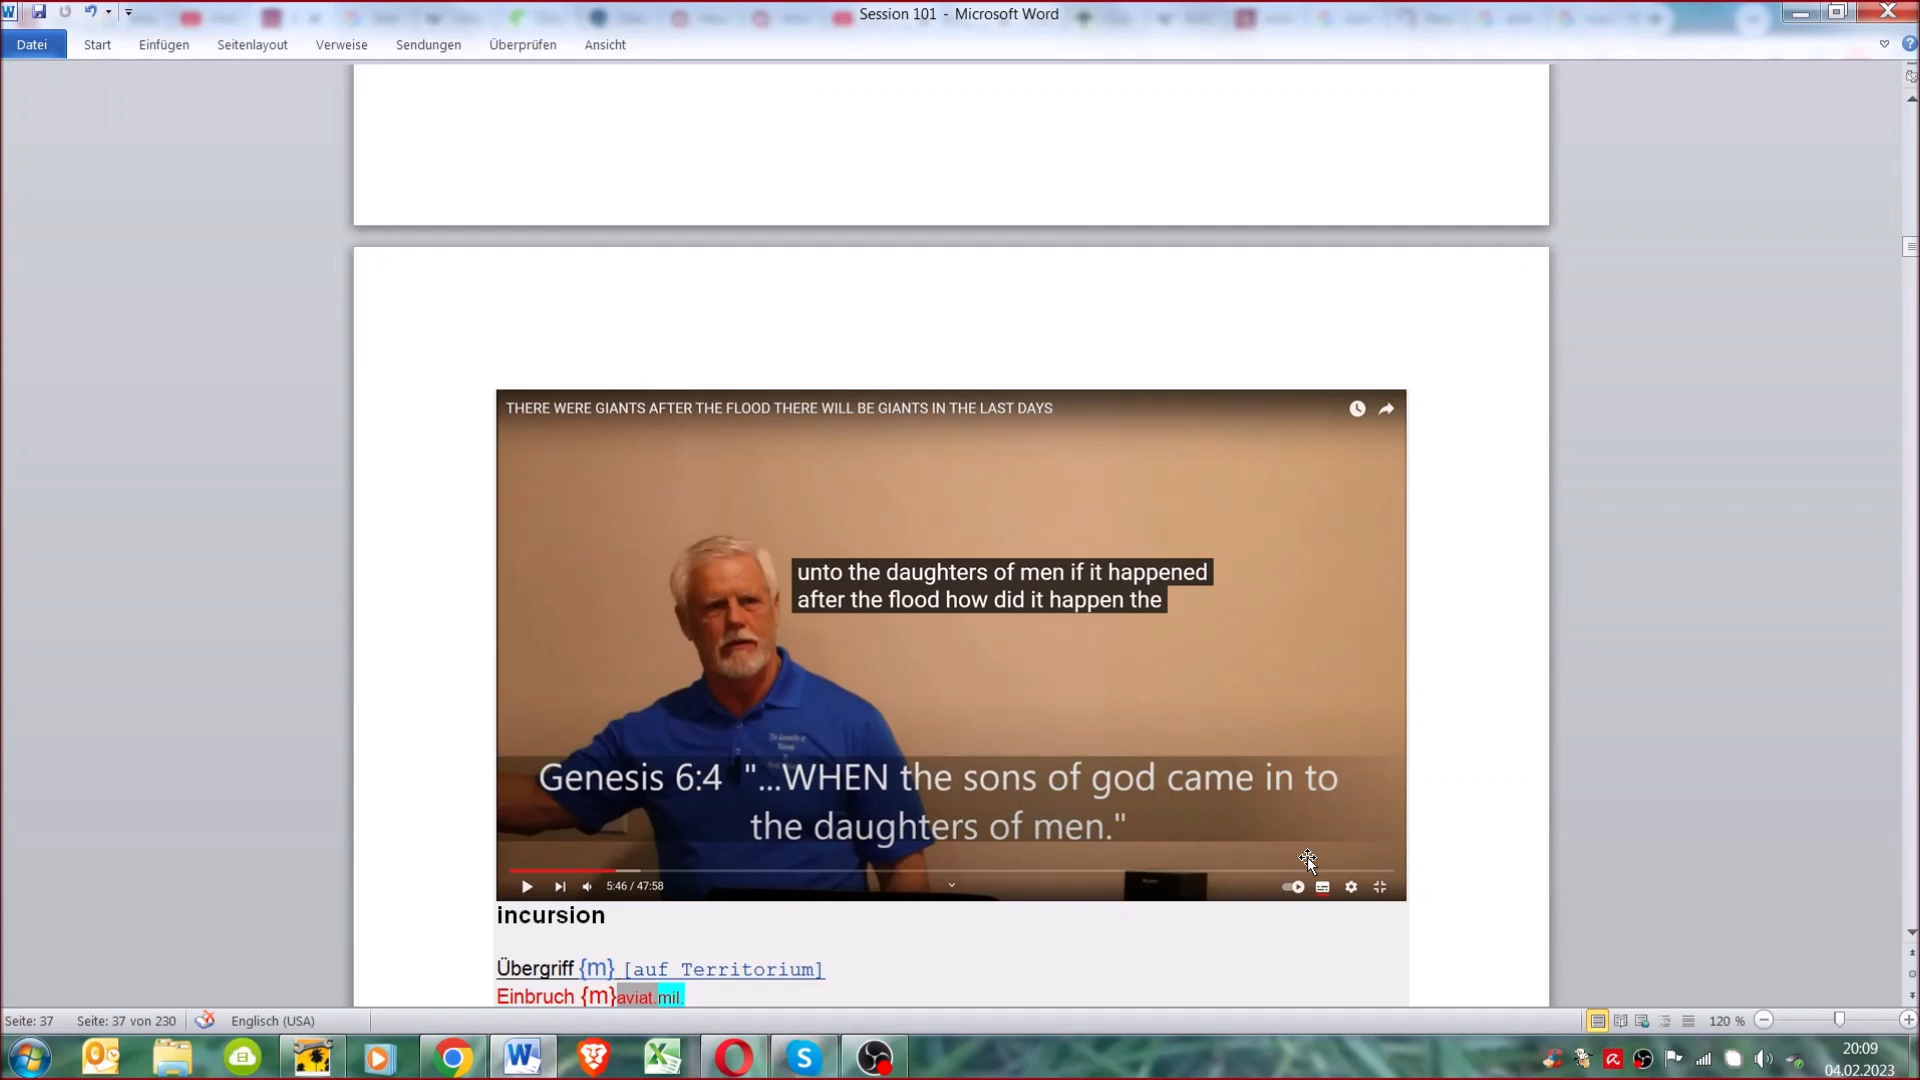 Session 101 - Microsoft Word
Datei Start Einfügen Seitenlayout Verweise Sendungen Überprüfen Ansicht
THERE WERE GIANTS AFTER THE FLOOD THERE WILL BE GIANTS IN THE LAST DAYS
unto the daughters of men if it happened
after the flood how did it happen the
Genesis 6:4 "...WHEN the sons of god came in to
the daughters of men."
5:46 / 47:58
incursion
Übergriff {m} [auf Territorium]
Einbruch {m}aviat.mil.
Seite: 37 Seite: 37 von 230 Englisch (USA) 120 %
20:09
04.02.2023